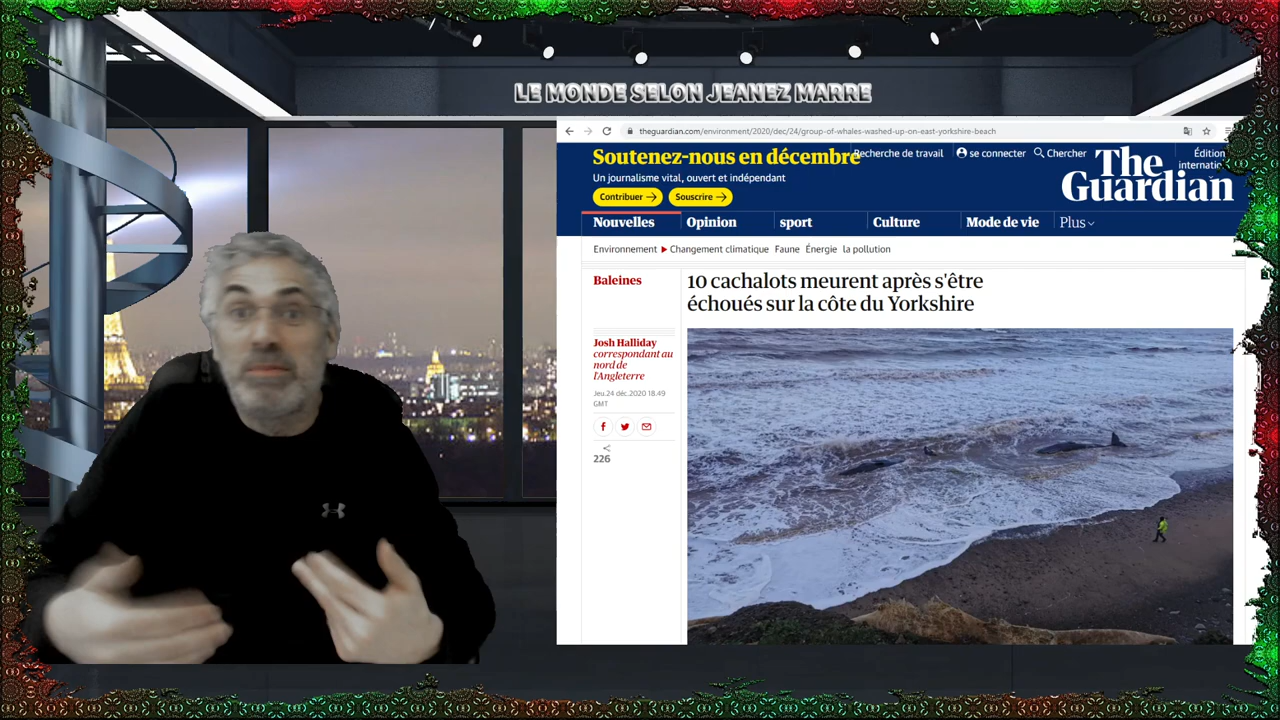 LE MONDE SELON JEANEZ MARRE
theguardian.com/environment/2020/dec/24/group-of-whales-washed-up-on-east-yorkshire-beach
Soutenez-nous en décembre
Recherche de travail
se connecter
Chercher
Édition
internation
The
Guardian
Un journalisme vital, ouvert et indépendant
Contribuer → Souscrire →
Nouvelles Opinion sport Culture Mode de vie Plus
Environnement ▶ Changement climatique Faune Énergie la pollution
Baleines
10 cachalots meurent après s'être
échoués sur la côte du Yorkshire
Josh Halliday
correspondant au
nord de
l'Angleterre
Jeu.24 déc.2020 18.49
GMT
226